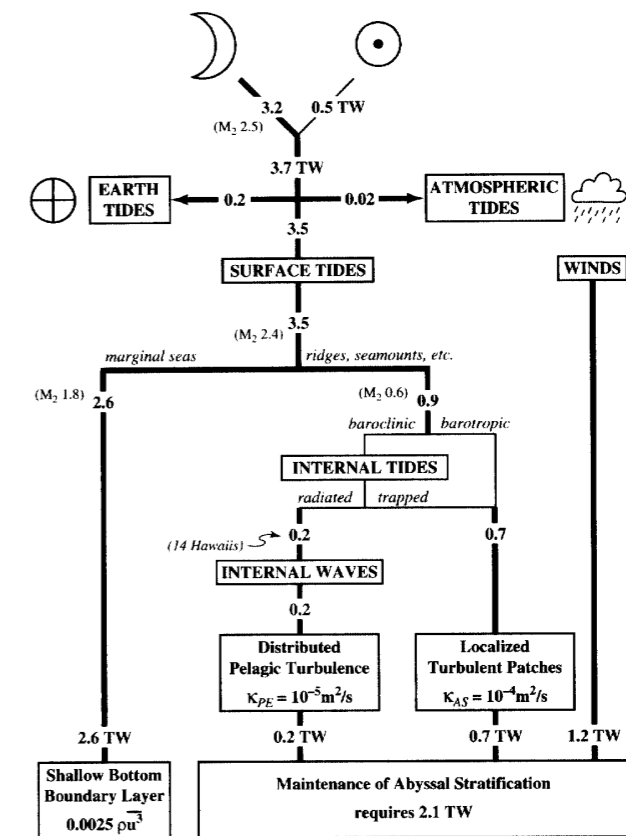 3.2 0.5 TW
(M₂ 2.5)
3.7 TW
EARTH
TIDES
0.2 0.02
ATMOSPHERIC
TIDES
3.5
SURFACE TIDES
WINDS
3.5
(M₂ 2.4)
marginal seas ridges, seamounts, etc.
(M₂ 1.8) 2.6
(M₂ 0.6) 0.9
baroclinic barotropic
INTERNAL TIDES
radiated trapped
(14 Hawaiis) 0.2 0.7
INTERNAL WAVES
0.2
Distributed
Pelagic Turbulence
κ_PE = 10⁻⁵m²/s
Localized
Turbulent Patches
κ_AS = 10⁻⁴m²/s
2.6 TW 0.2 TW 0.7 TW 1.2 TW
Shallow Bottom
Boundary Layer
0.0025 ρu̅³
Maintenance of Abyssal Stratification
requires 2.1 TW